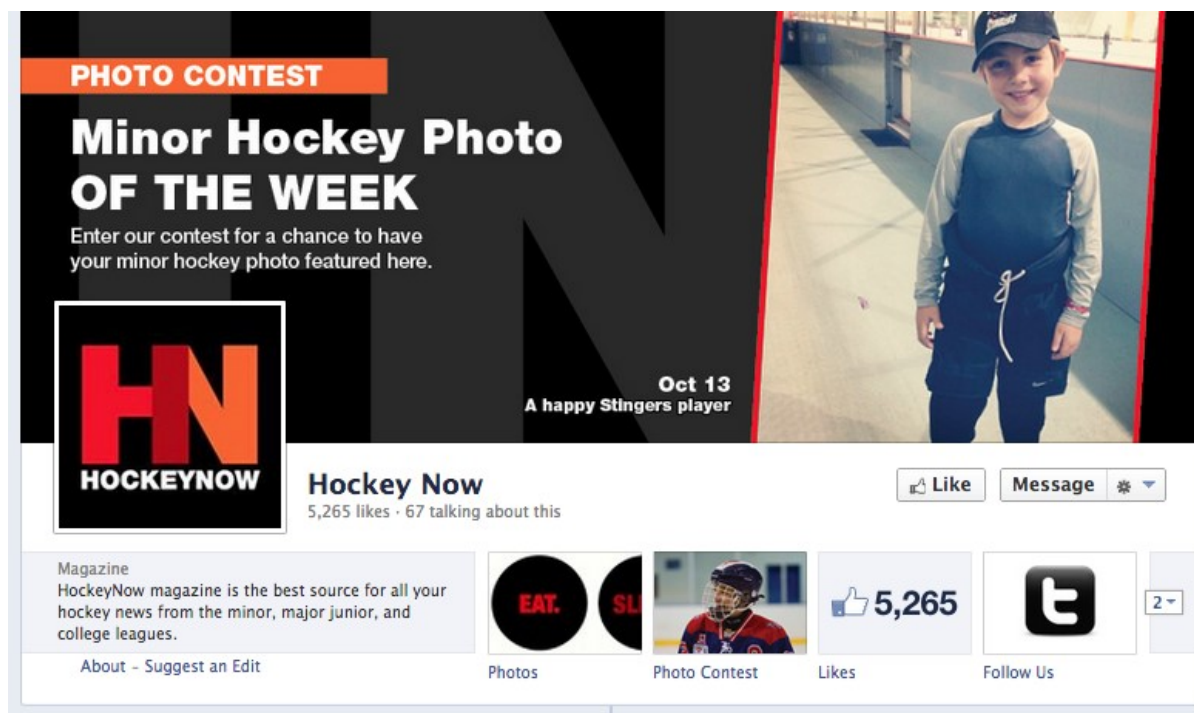 PHOTO CONTEST
Minor Hockey Photo
OF THE WEEK
Enter our contest for a chance to have
your minor hockey photo featured here.
Oct 13
A happy Stingers player
HN
HOCKEYNOW
Hockey Now
5,265 likes · 67 talking about this
Like
Message
Magazine
HockeyNow magazine is the best source for all your
hockey news from the minor, major junior, and
college leagues.
About – Suggest an Edit
EAT.
SL
Photos
Photo Contest
5,265
Likes
t
Follow Us
2